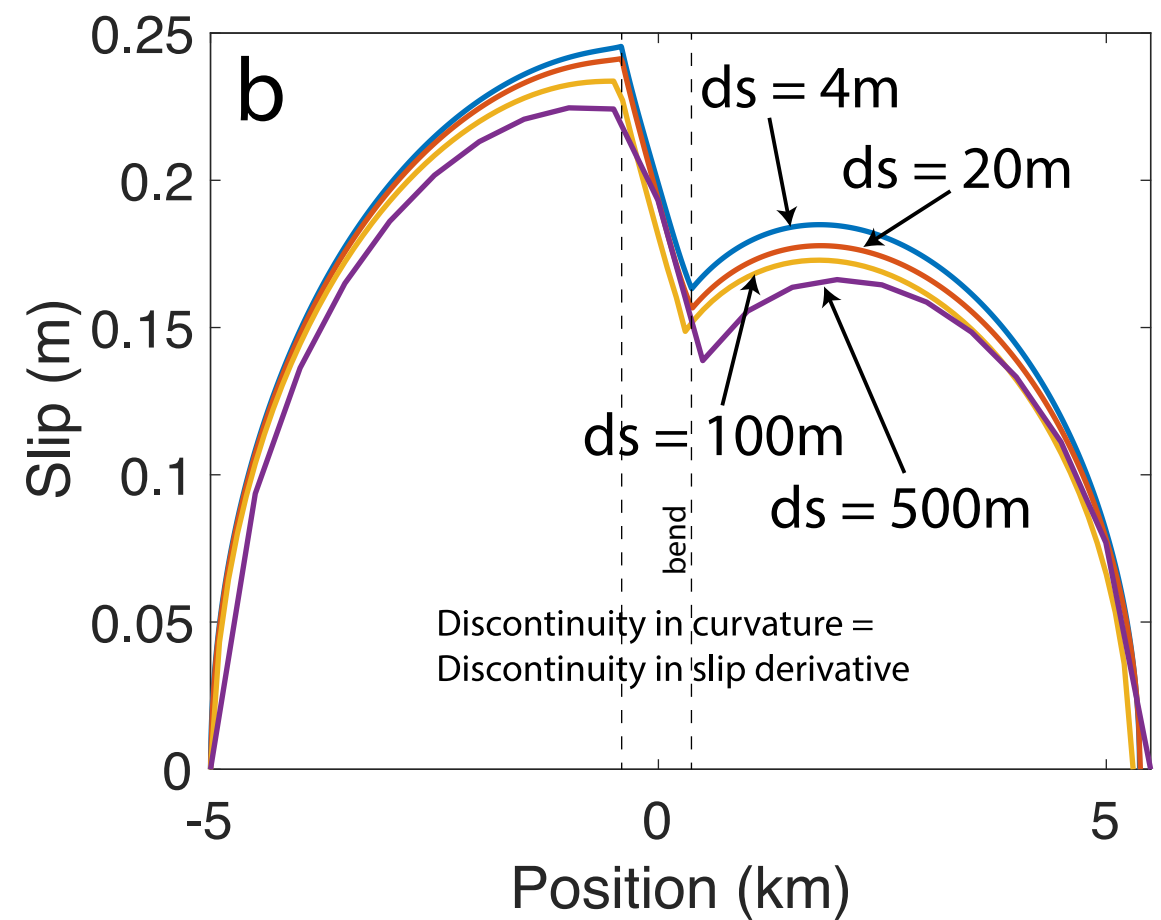 0.25
b
ds = 4m
ds = 20m
0.2
0.15
ds = 100m
ds = 500m
0.1
bend
0.05
Discontinuity in curvature =
Discontinuity in slip derivative
0
Slip (m)
-5
0
5
Position (km)